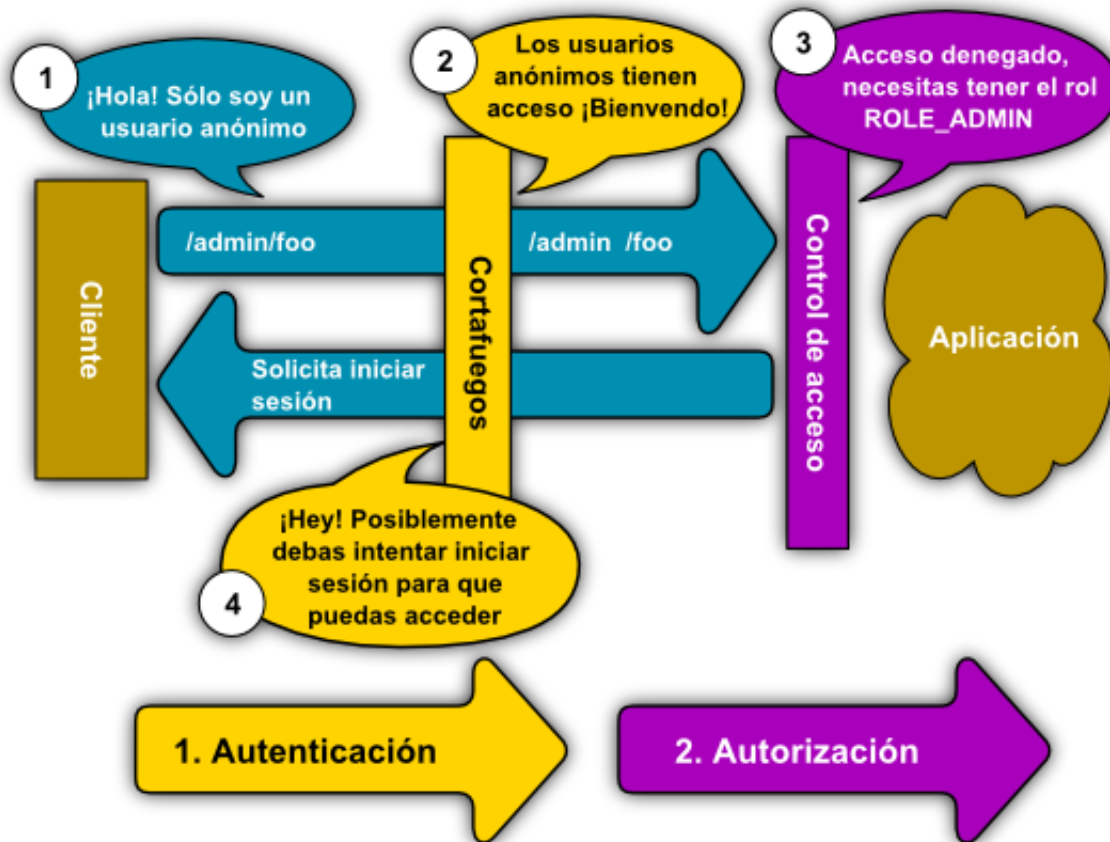 1
¡Hola! Sólo soy un
usuario anónimo
2
Los usuarios
anónimos tienen
acceso ¡Bienvendo!
3
Acceso denegado,
necesitas tener el rol
ROLE_ADMIN
Cliente
/admin/foo
Cortafuegos
/admin /foo
Control de acceso
Aplicación
Solicita iniciar
sesión
4
¡Hey! Posiblemente
debas intentar iniciar
sesión para que
puedas acceder
1. Autenticación
2. Autorización